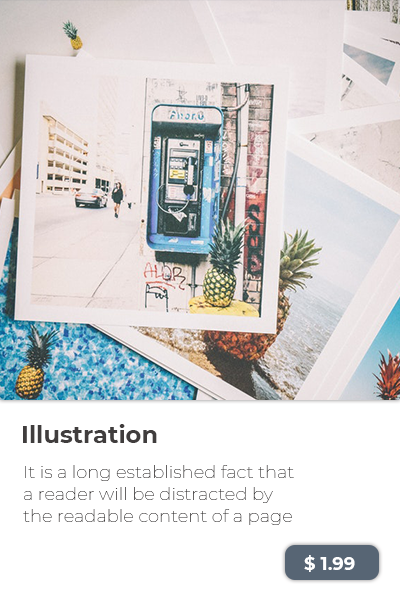 Illustration
It is a long established fact that
a reader will be distracted by
the readable content of a page
$ 1.99